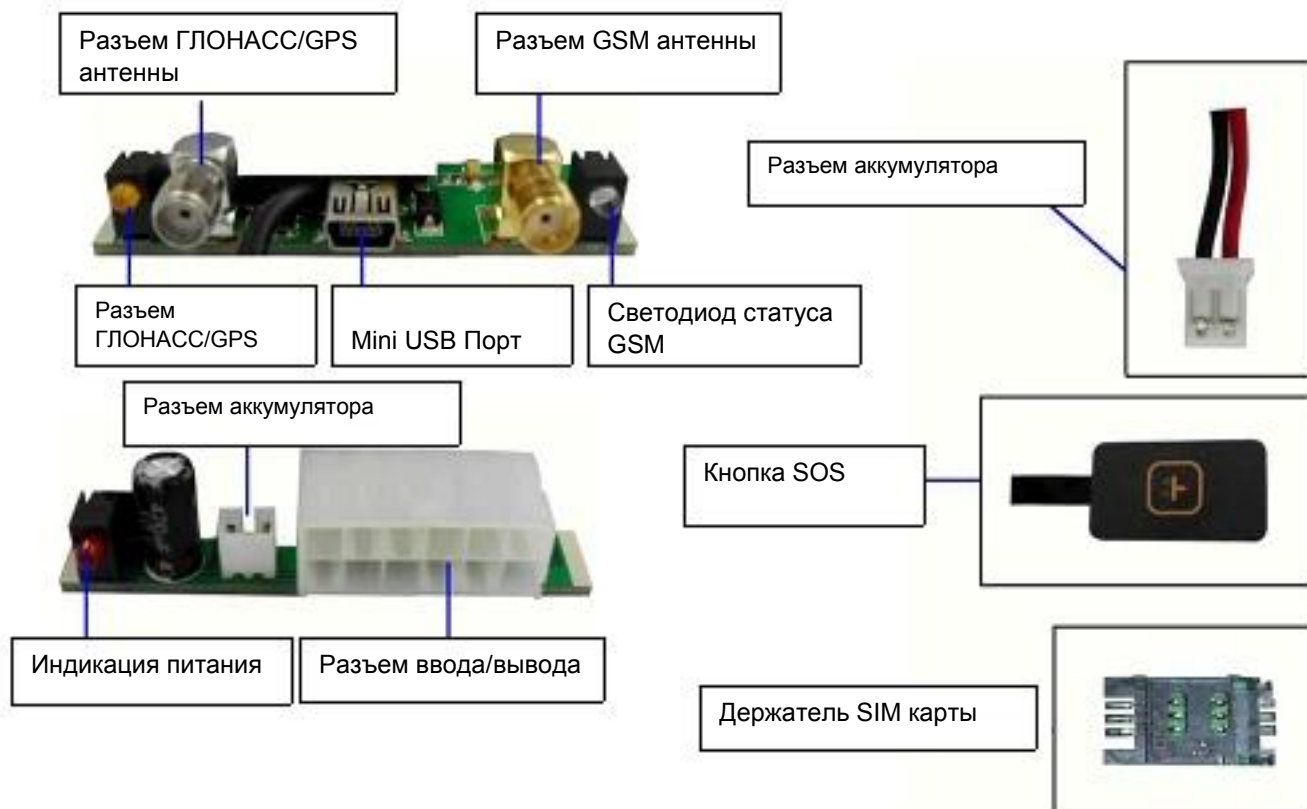 Разъем ГЛОНАСС/GPS
антенны
Разъем GSM антенны
Разъем аккумулятора
Разъем
ГЛОНАСС/GPS
Mini USB Порт
Светодиод статуса
GSM
Разъем аккумулятора
Кнопка SOS
Индикация питания
Разъем ввода/вывода
Держатель SIM карты